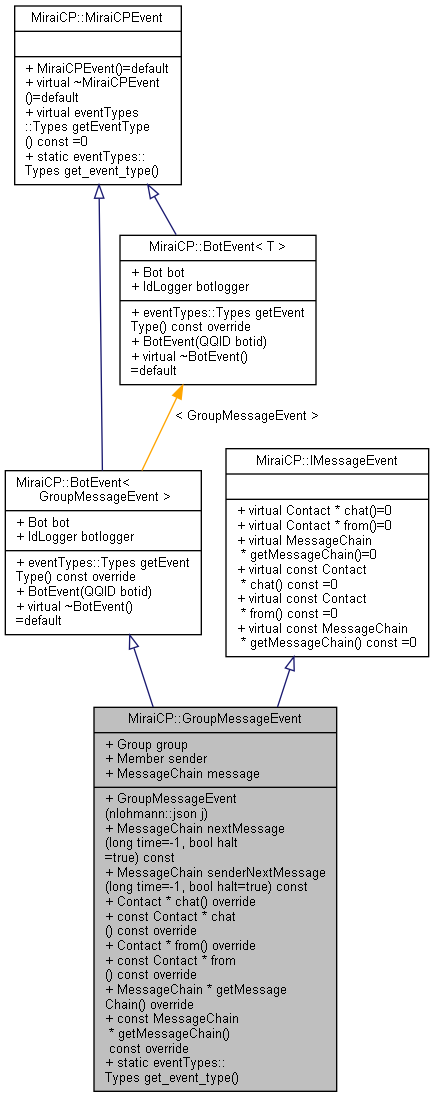 MiraiCP::MiraiCPEvent
+ MiraiCPEvent()=default
+ virtual ~MiraiCPEvent
()=default
+ virtual eventTypes
::Types getEventType
() const =0
+ static eventTypes::
Types get_event_type()
MiraiCP::BotEvent< T >
+ Bot bot
+ IdLogger botlogger
+ eventTypes::Types getEvent
Type() const override
+ BotEvent(QQID botid)
+ virtual ~BotEvent()
=default
< GroupMessageEvent >
MiraiCP::BotEvent<
GroupMessageEvent >
+ Bot bot
+ IdLogger botlogger
+ eventTypes::Types getEvent
Type() const override
+ BotEvent(QQID botid)
+ virtual ~BotEvent()
=default
MiraiCP::IMessageEvent
+ virtual Contact * chat()=0
+ virtual Contact * from()=0
+ virtual MessageChain
* getMessageChain()=0
+ virtual const Contact
* chat() const =0
+ virtual const Contact
* from() const =0
+ virtual const MessageChain
* getMessageChain() const =0
MiraiCP::GroupMessageEvent
+ Group group
+ Member sender
+ MessageChain message
+ GroupMessageEvent
(nlohmann::json j)
+ MessageChain nextMessage
(long time=-1, bool halt
=true) const
+ MessageChain senderNextMessage
(long time=-1, bool halt=true) const
+ Contact * chat() override
+ const Contact * chat
() const override
+ Contact * from() override
+ const Contact * from
() const override
+ MessageChain * getMessage
Chain() override
+ const MessageChain
* getMessageChain()
const override
+ static eventTypes::
Types get_event_type()